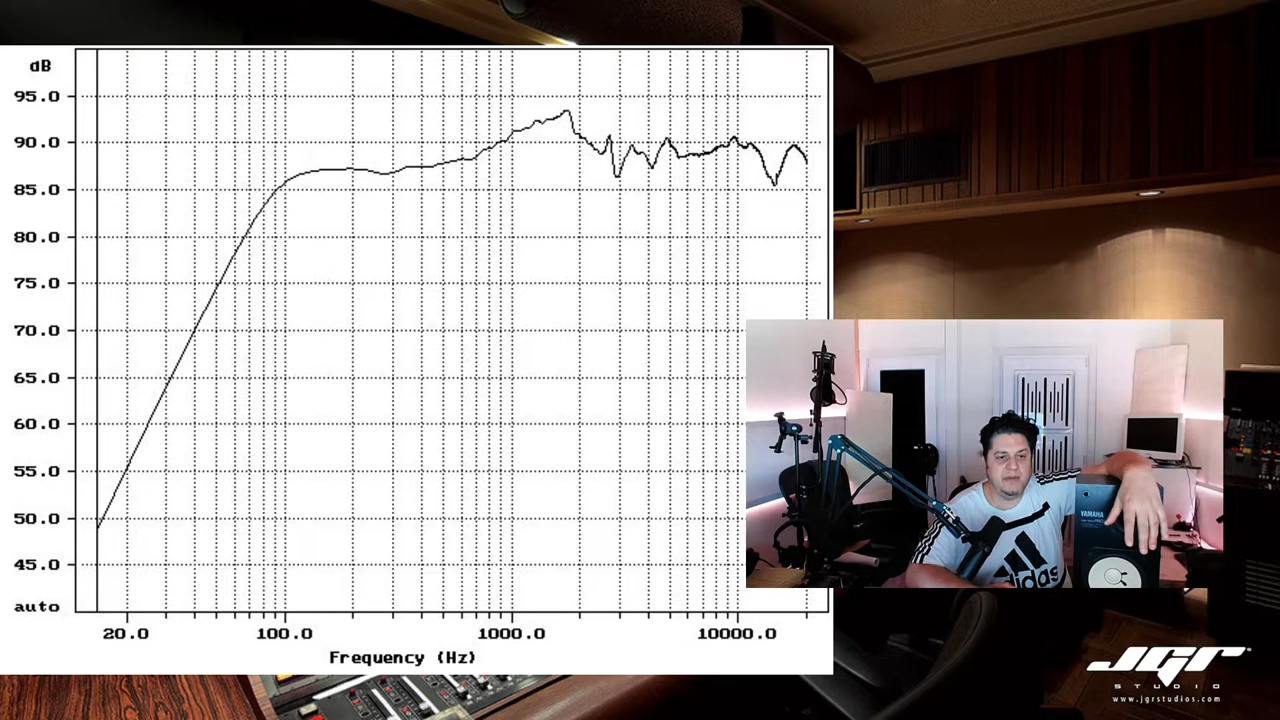 dB
95.0
90.0
85.0
80.0
75.0
70.0
65.0
60.0
55.0
50.0
45.0
auto
20.0 100.0 1000.0 10000.0
Frequency (Hz)
YAMAHA
adidas
JGR
STUDIO
www.jgrstudios.com